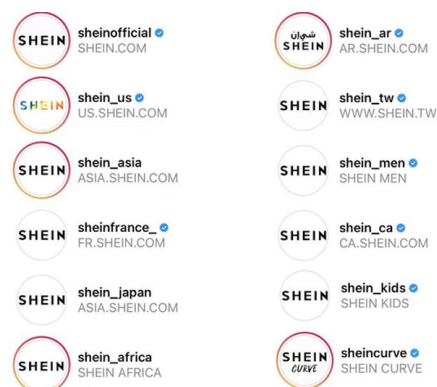 SHEIN
sheinofficial
SHEIN.COM
SHEIN
shein_us
US.SHEIN.COM
SHEIN
shein_asia
ASIA.SHEIN.COM
SHEIN
sheinfrance_
FR.SHEIN.COM
SHEIN
shein_japan
ASIA.SHEIN.COM
SHEIN
shein_africa
SHEIN AFRICA
شي إن
SHEIN
shein_ar
AR.SHEIN.COM
SHEIN
shein_tw
WWW.SHEIN.TW
SHEIN
shein_men
SHEIN MEN
SHEIN
shein_ca
CA.SHEIN.COM
SHEIN
shein_kids
SHEIN KIDS
SHEIN
CURVE
sheincurve
SHEIN CURVE